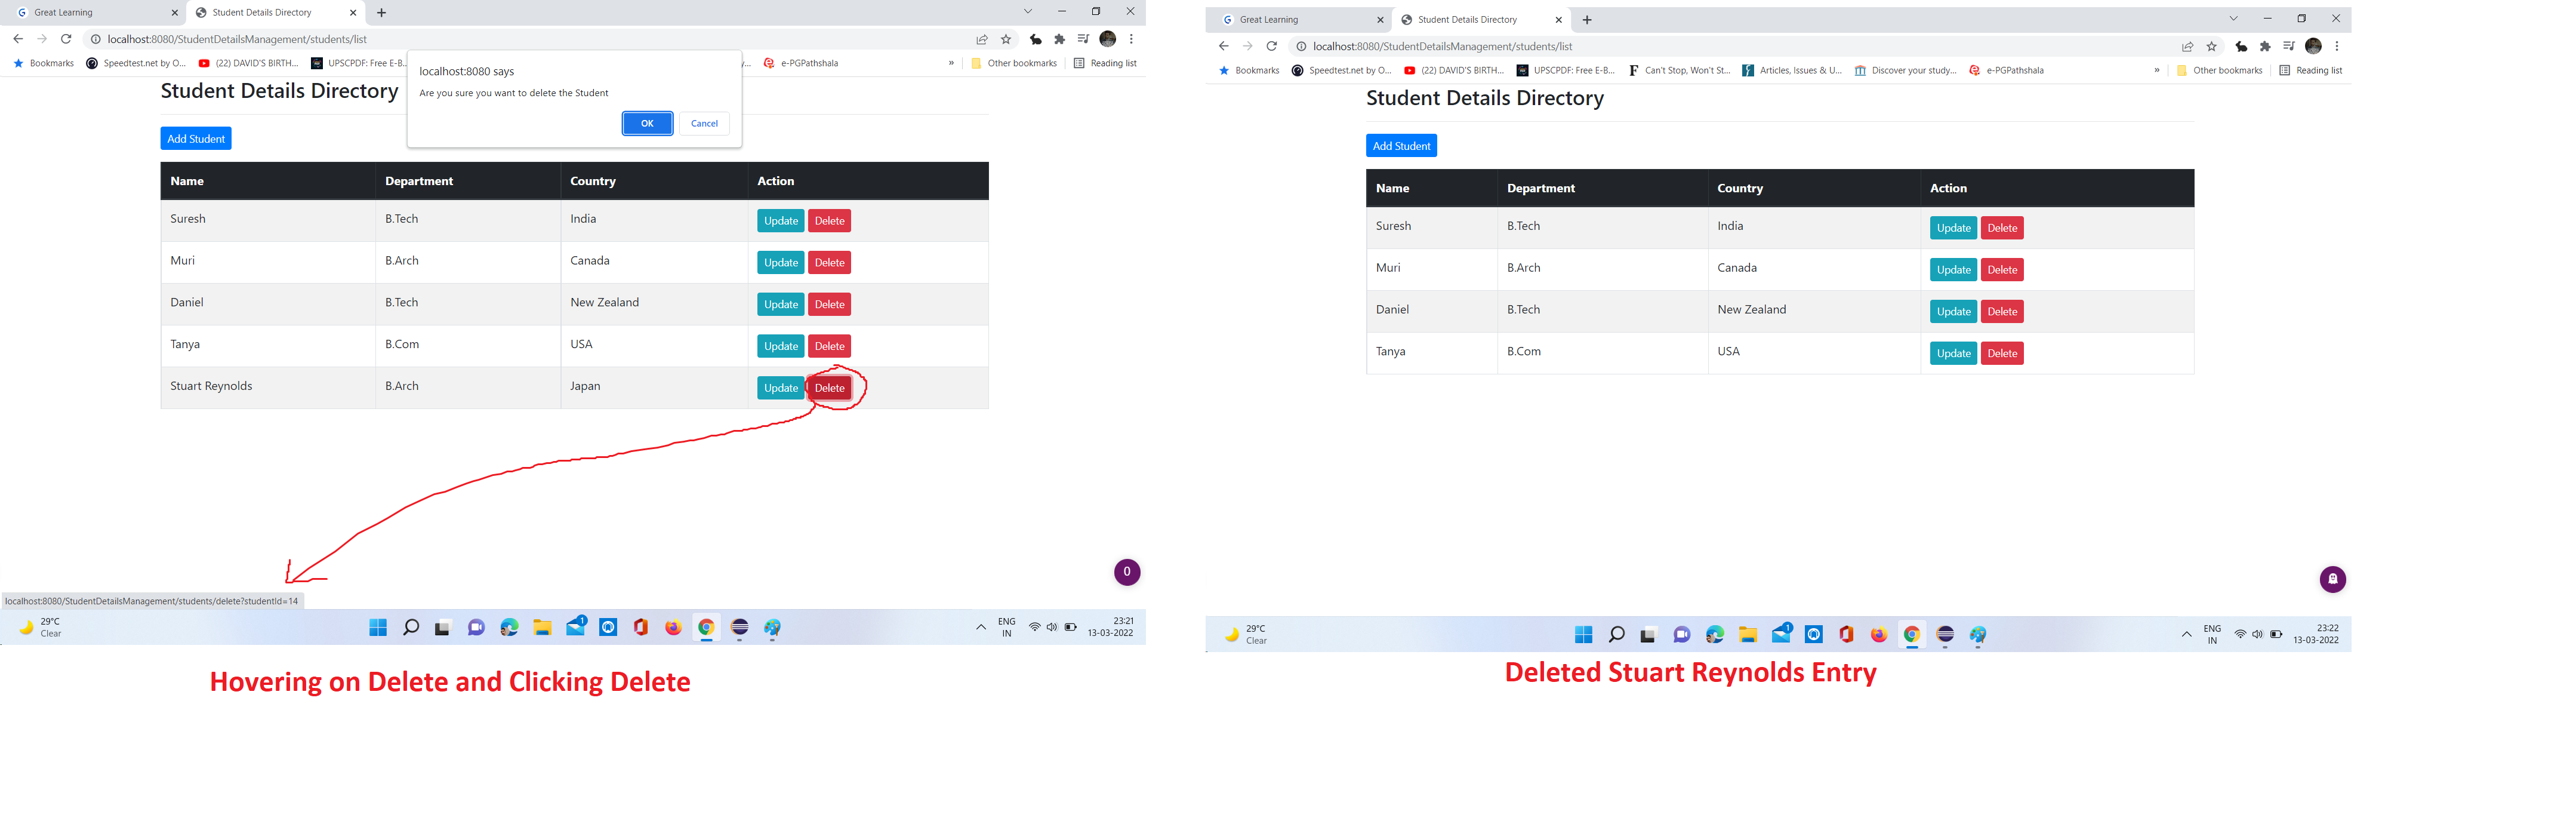 Great Learning
Student Details Directory
localhost:8080/StudentDetailsManagement/students/list
Bookmarks Speedtest.net by O... (22) DAVID'S BIRTH... UPSCPDF: Free E-B... y... e-PGPathshala » Other bookmarks Reading list
localhost:8080 says
Are you sure you want to delete the Student
OK Cancel
Student Details Directory
Add Student
Name Department Country Action
Suresh B.Tech India Update Delete
Muri B.Arch Canada Update Delete
Daniel B.Tech New Zealand Update Delete
Tanya B.Com USA Update Delete
Stuart Reynolds B.Arch Japan Update Delete
0
localhost:8080/StudentDetailsManagement/students/delete?studentId=14
29°C
Clear
1
ENG
IN
23:21
13-03-2022
Hovering on Delete and Clicking Delete
Great Learning
Student Details Directory
localhost:8080/StudentDetailsManagement/students/list
Bookmarks Speedtest.net by O... (22) DAVID'S BIRTH... UPSCPDF: Free E-B... Can't Stop, Won't St... Articles, Issues & U... Discover your study... e-PGPathshala » Other bookmarks Reading list
Student Details Directory
Add Student
Name Department Country Action
Suresh B.Tech India Update Delete
Muri B.Arch Canada Update Delete
Daniel B.Tech New Zealand Update Delete
Tanya B.Com USA Update Delete
29°C
Clear
1
ENG
IN
23:22
13-03-2022
Deleted Stuart Reynolds Entry